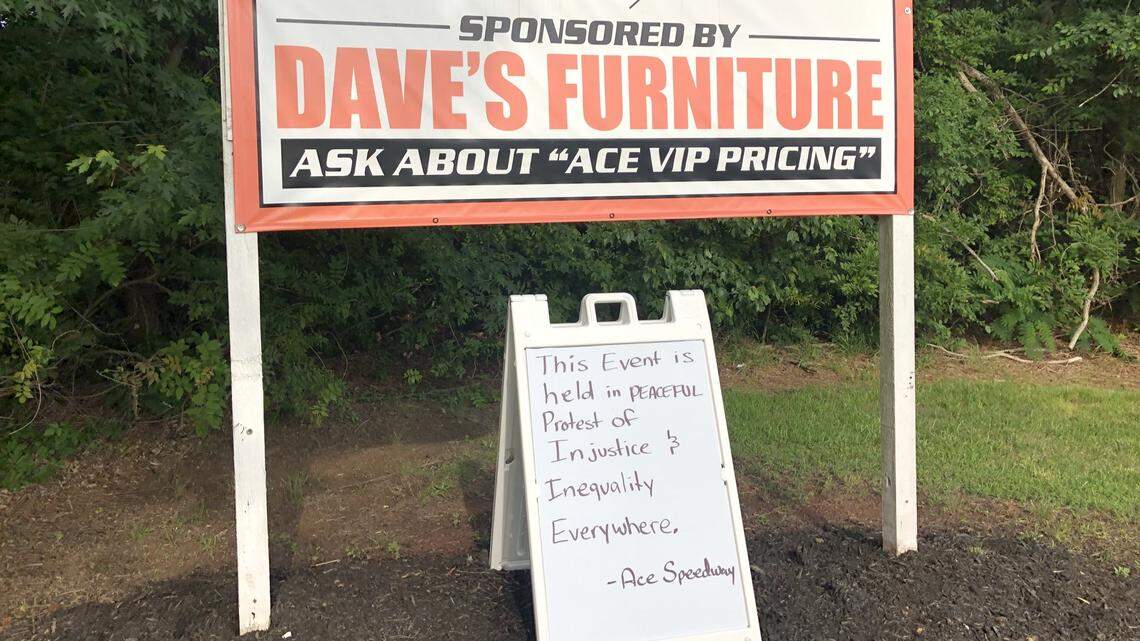 SPONSORED BY
DAVE'S FURNITURE
ASK ABOUT "ACE VIP PRICING"
This Event is
held in PEACEFUL
Protest of
Injustice &
Inequality
Everywhere.
-Ace Speedway